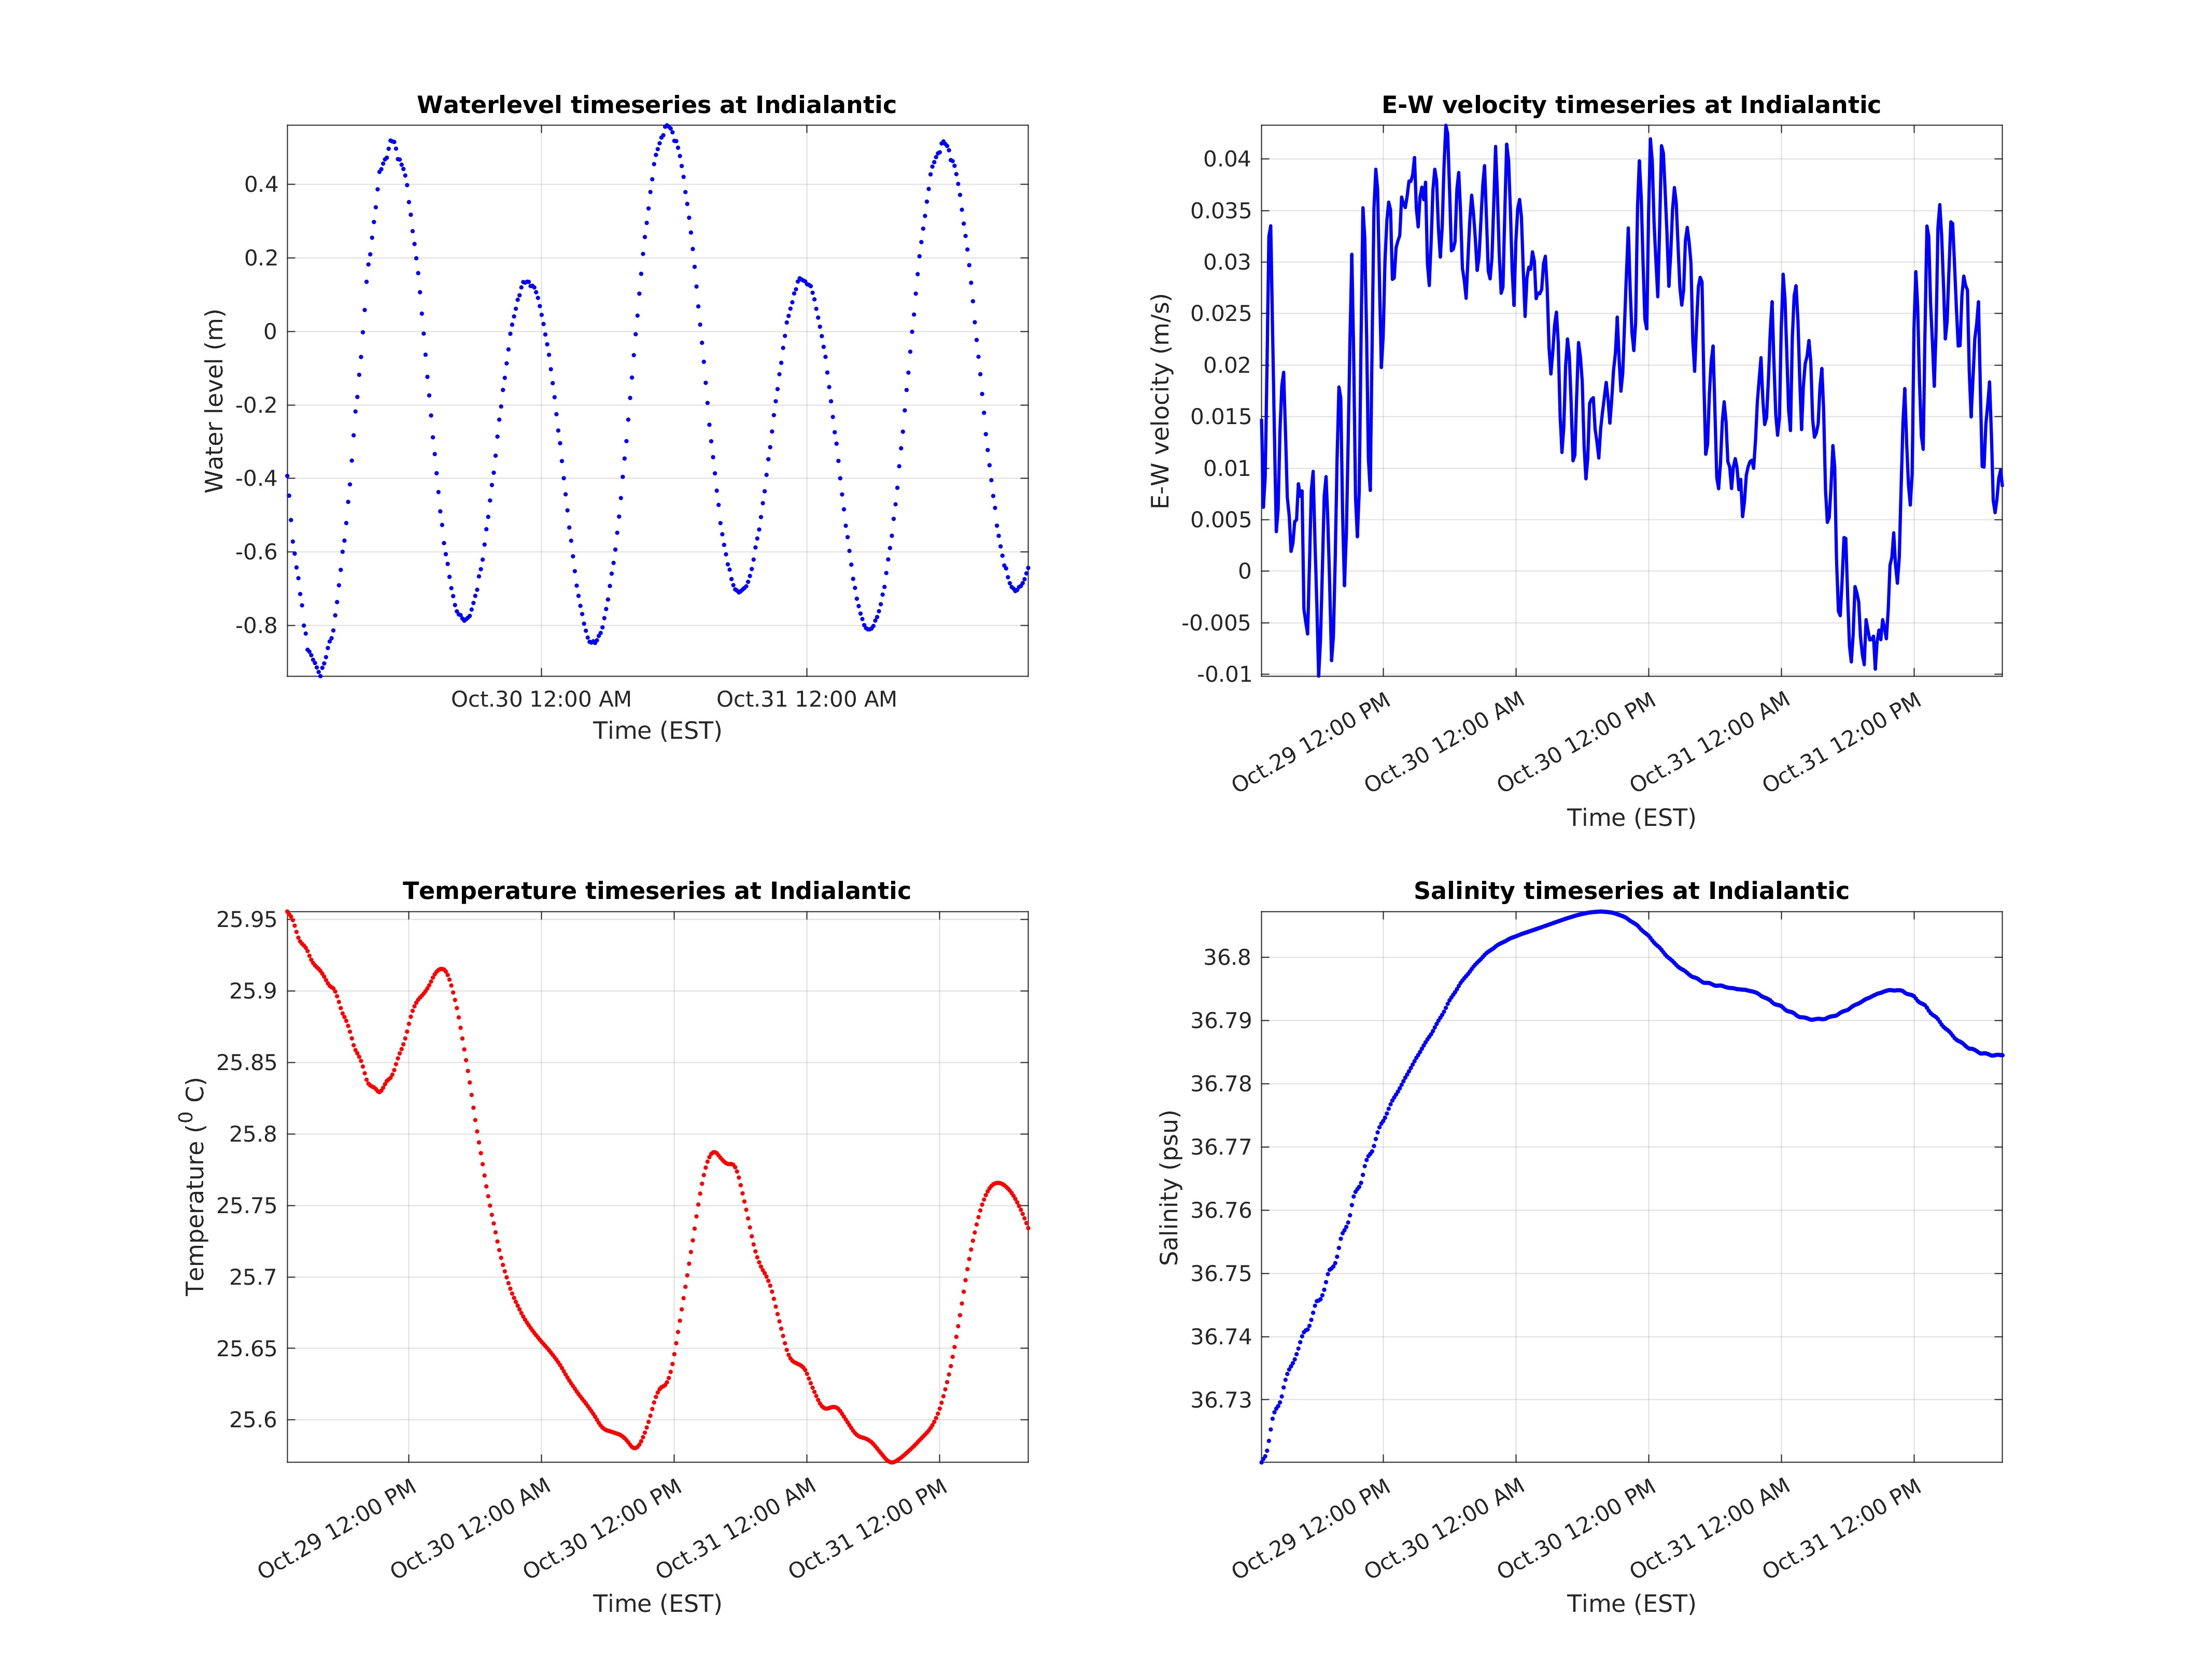 Waterlevel timeseries at Indialantic
0.4
0.2
0
-0.2
-0.4
-0.6
-0.8
Water level (m)
Oct.30 12:00 AM
Oct.31 12:00 AM
Time (EST)
E-W velocity timeseries at Indialantic
0.04
0.035
0.03
0.025
0.02
0.015
0.01
0.005
0
-0.005
-0.01
E-W velocity (m/s)
Oct.29 12:00 PM
Oct.30 12:00 AM
Oct.30 12:00 PM
Oct.31 12:00 AM
Oct.31 12:00 PM
Time (EST)
Temperature timeseries at Indialantic
25.95
25.9
25.85
25.8
25.75
25.7
25.65
25.6
Temperature (⁰ C)
Oct.29 12:00 PM
Oct.30 12:00 AM
Oct.30 12:00 PM
Oct.31 12:00 AM
Oct.31 12:00 PM
Time (EST)
Salinity timeseries at Indialantic
36.8
36.79
36.78
36.77
36.76
36.75
36.74
36.73
Salinity (psu)
Oct.29 12:00 PM
Oct.30 12:00 AM
Oct.30 12:00 PM
Oct.31 12:00 AM
Oct.31 12:00 PM
Time (EST)